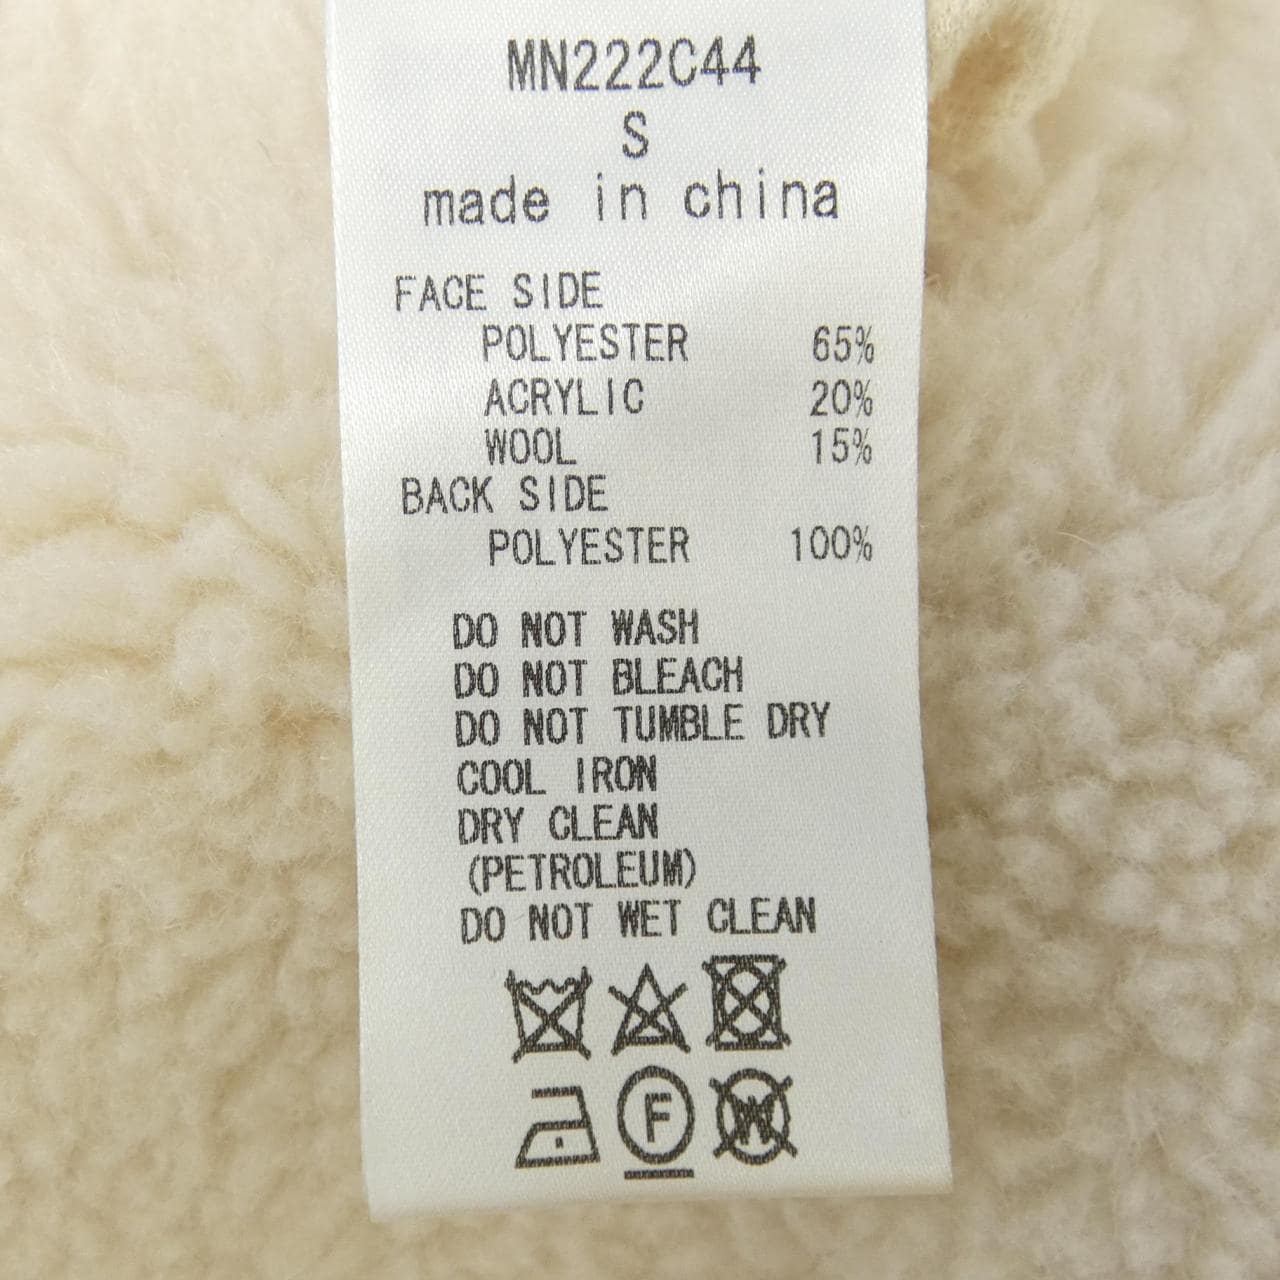 MN222C44
S
made in china
FACE SIDE
POLYESTER 65%
ACRYLIC 20%
WOOL 15%
BACK SIDE
POLYESTER 100%
DO NOT WASH
DO NOT BLEACH
DO NOT TUMBLE DRY
COOL IRON
DRY CLEAN
(PETROLEUM)
DO NOT WET CLEAN
F W